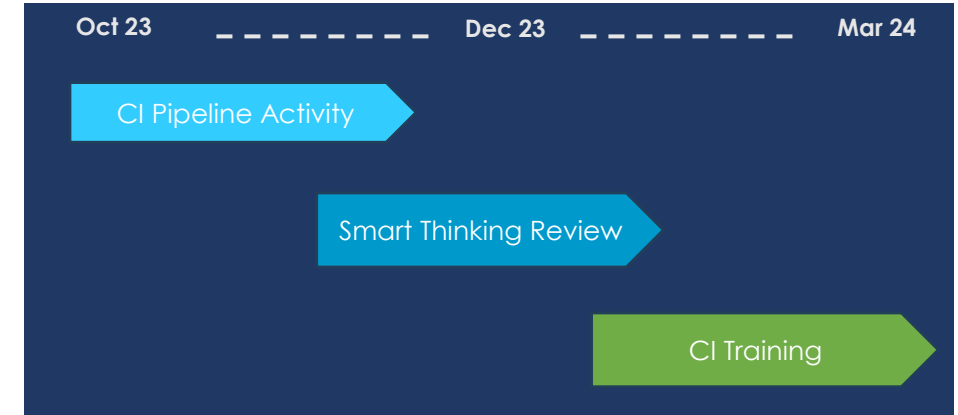 Oct 23 _ _ _ _ _ _ _ _ Dec 23 _ _ _ _ _ _ _ _ Mar 24
CI Pipeline Activity
Smart Thinking Review
CI Training